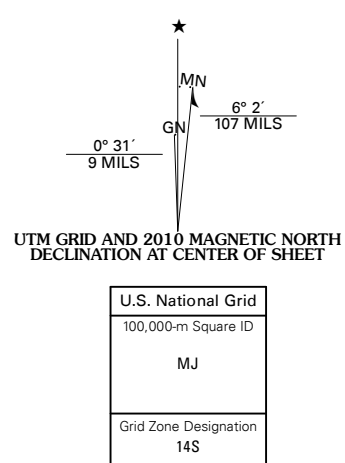 MN
GN
6° 2´
107 MILS
0° 31´
9 MILS
UTM GRID AND 2010 MAGNETIC NORTH
DECLINATION AT CENTER OF SHEET
U.S. National Grid
100,000-m Square ID
MJ
Grid Zone Designation
14S